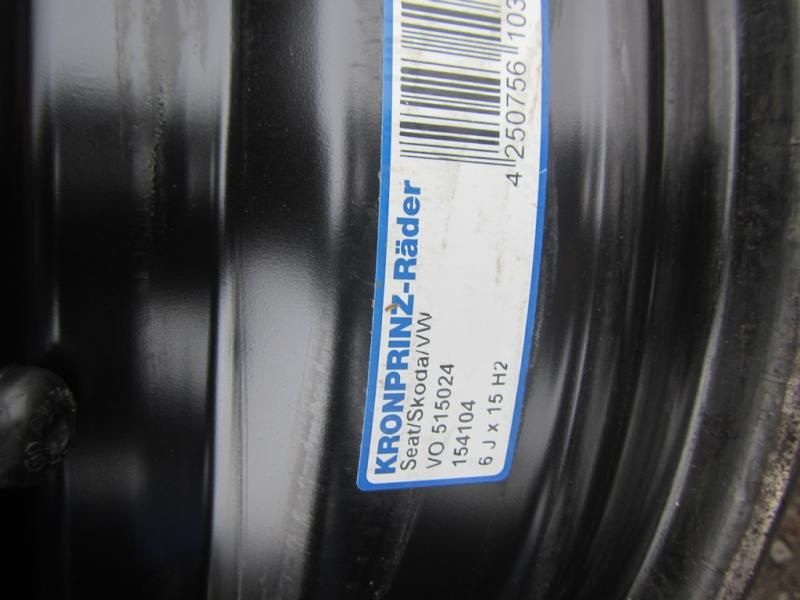 KRONPRINZ-Räder
Seat/Skoda/VW
VO 515024
154104
6 J x 15 H2
4 250756 103